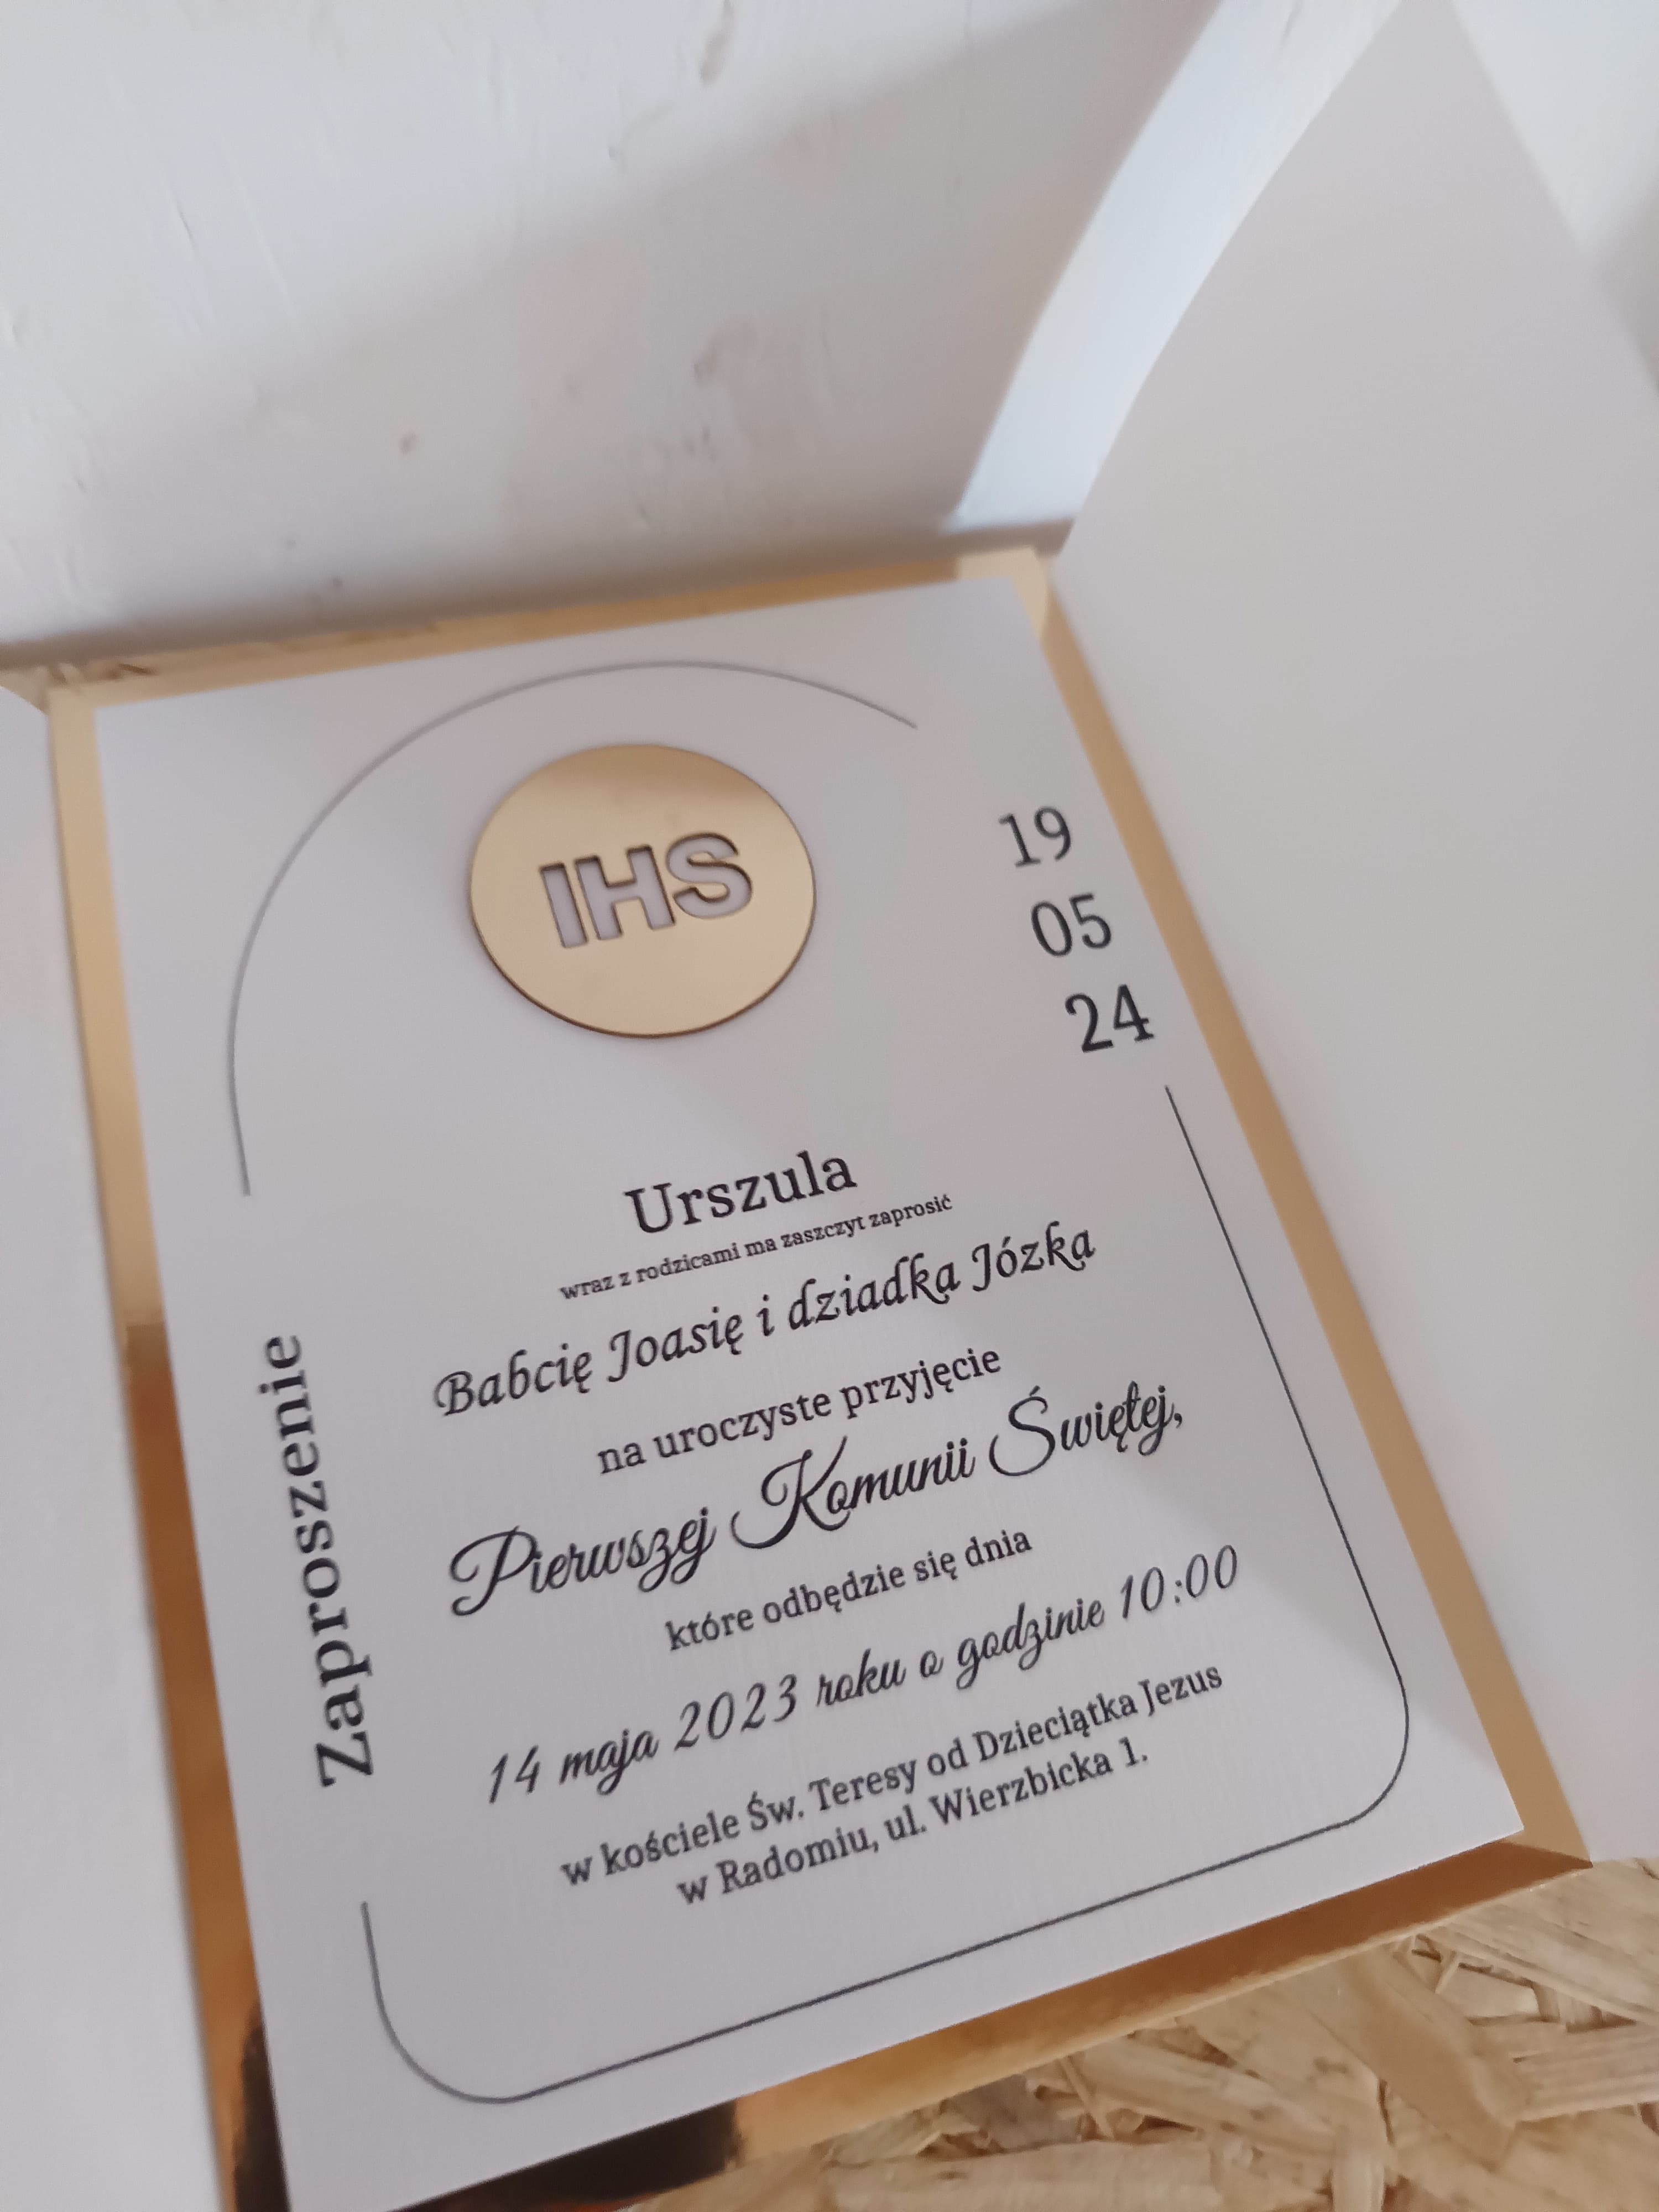 IHS
19
05
24
Urszula
wraz z rodzicami ma zaszczyt zaprosić
Babcię Joasię i dziadka Józka
na uroczyste przyjęcie
Pierwszej Komunii Świętej,
które odbędzie się dnia
14 maja 2023 roku o godzinie 10:00
w kościele Św. Teresy od Dzieciątka Jezus
w Radomiu, ul. Wierzbicka 1.
Zaproszenie